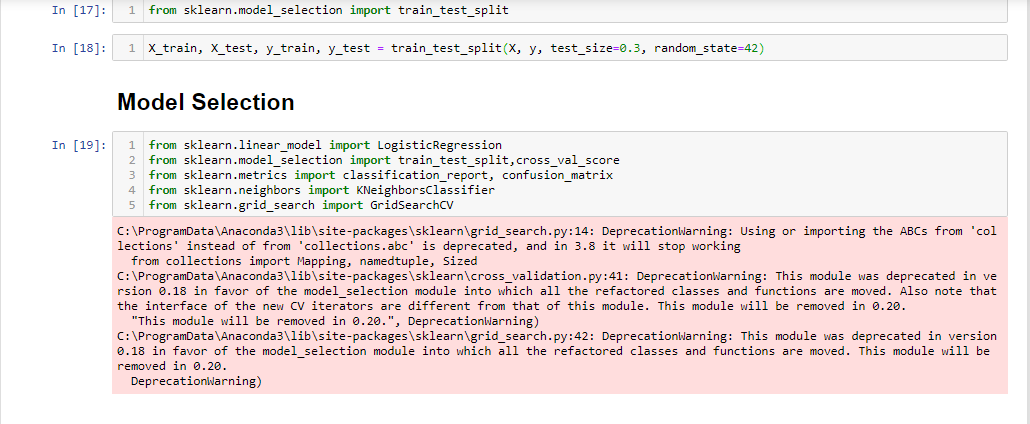 In [17]: 1 from sklearn.model_selection import train_test_split
In [18]: 1 X_train, X_test, y_train, y_test = train_test_split(X, y, test_size=0.3, random_state=42)
Model Selection
In [19]: 1 from sklearn.linear_model import LogisticRegression
2 from sklearn.model_selection import train_test_split,cross_val_score
3 from sklearn.metrics import classification_report, confusion_matrix
4 from sklearn.neighbors import KNeighborsClassifier
5 from sklearn.grid_search import GridSearchCV
C:\ProgramData\Anaconda3\lib\site-packages\sklearn\grid_search.py:14: DeprecationWarning: Using or importing the ABCs from 'col
lections' instead of from 'collections.abc' is deprecated, and in 3.8 it will stop working
from collections import Mapping, namedtuple, Sized
C:\ProgramData\Anaconda3\lib\site-packages\sklearn\cross_validation.py:41: DeprecationWarning: This module was deprecated in ve
rsion 0.18 in favor of the model_selection module into which all the refactored classes and functions are moved. Also note that
the interface of the new CV iterators are different from that of this module. This module will be removed in 0.20.
"This module will be removed in 0.20.", DeprecationWarning)
C:\ProgramData\Anaconda3\lib\site-packages\sklearn\grid_search.py:42: DeprecationWarning: This module was deprecated in version
0.18 in favor of the model_selection module into which all the refactored classes and functions are moved. This module will be
removed in 0.20.
DeprecationWarning)